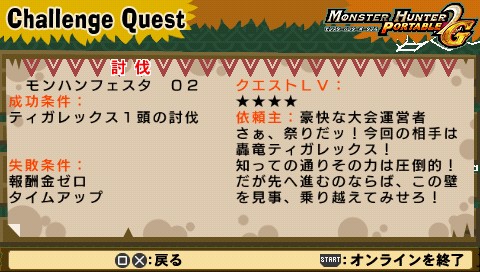 Challenge Quest
MONSTER HUNTER
PORTABLE 2nd G
討伐
モンハンフェスタ　０２
成功条件：
ティガレックス１頭の討伐
失敗条件：
報酬金ゼロ
タイムアップ
クエストＬＶ：
★★★★
依頼主：豪快な大会運営者
さぁ、祭りだッ！今回の相手は
轟竜ティガレックス！
知っての通りその力は圧倒的！
だが先へ進むのならば、この壁
を見事、乗り越えてみせろ！
□×:戻る
START:オンラインを終了